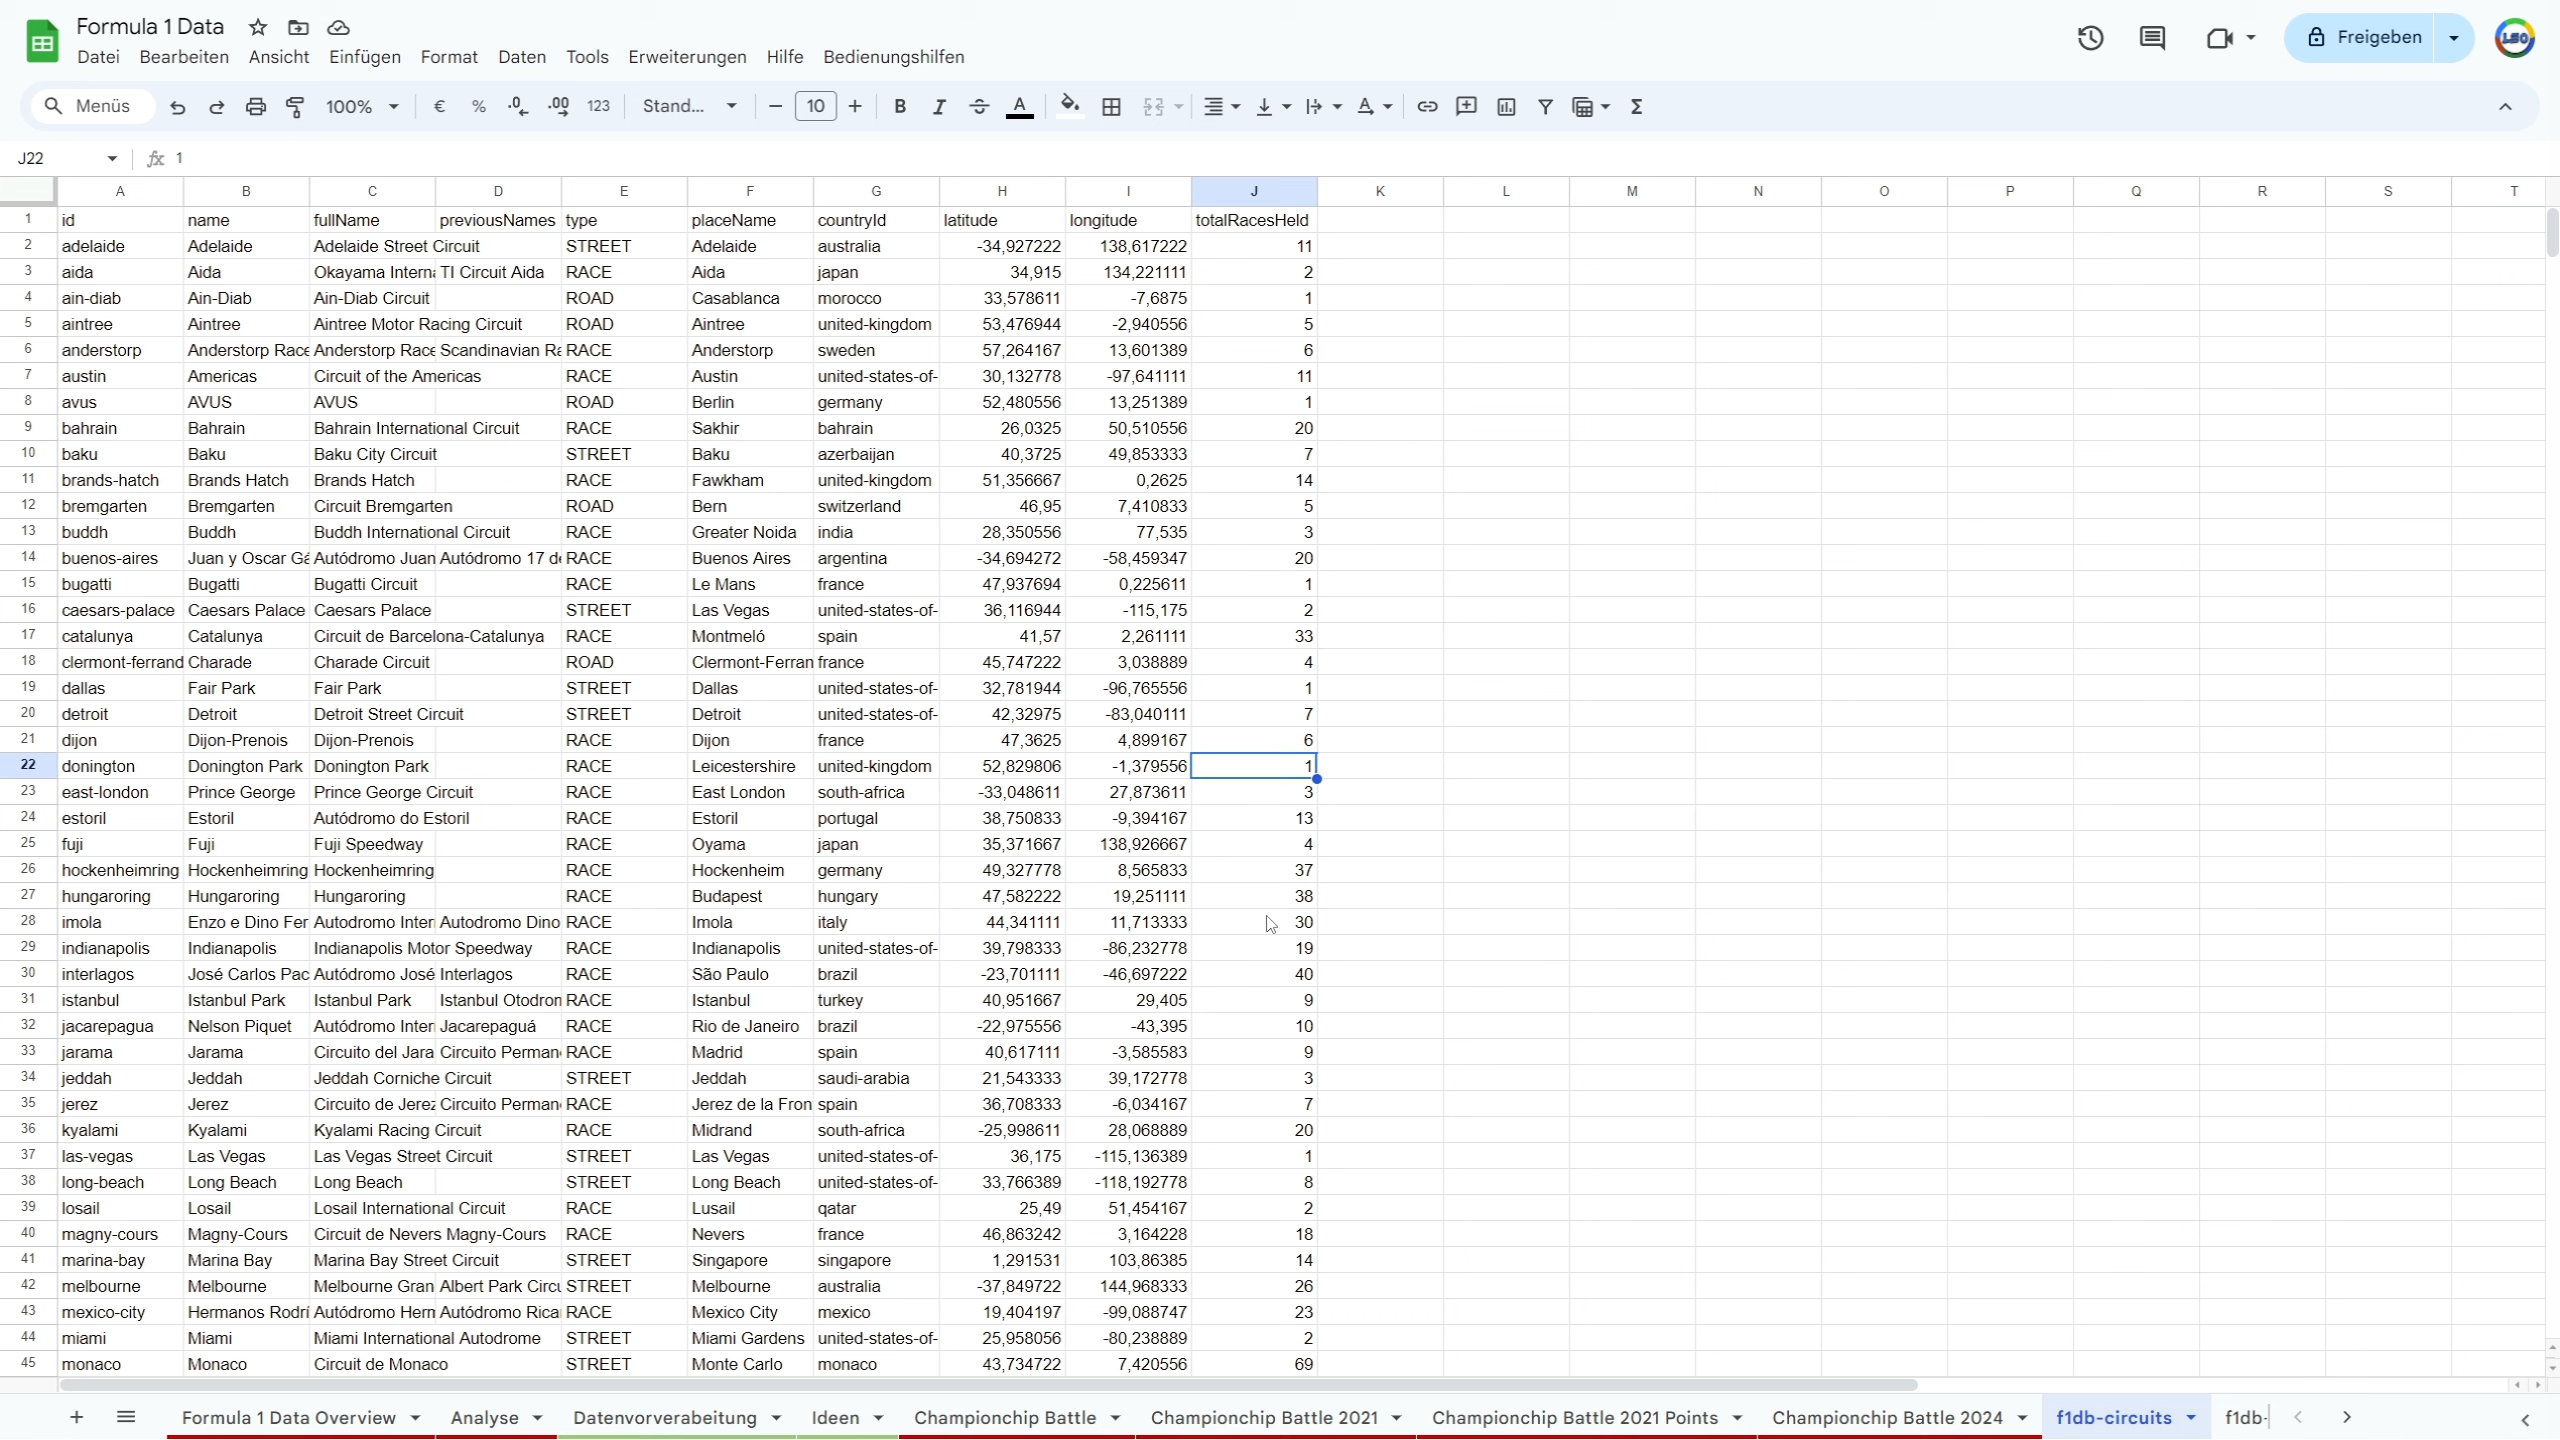 Formula 1 Data
Datei Bearbeiten Ansicht Einfügen Format Daten Tools Erweiterungen Hilfe Bedienungshilfen
Freigeben
LSO
Menüs 100% € % .0 .00 123 Stand... 10 B I A
J22 fx 1
A B C D E F G H I J K L M N O P Q R S T
1 id name fullName previousNames type placeName countryId latitude longitude totalRacesHeld
2 adelaide Adelaide Adelaide Street Circuit STREET Adelaide australia -34,927222 138,617222 11
3 aida Aida Okayama Interna TI Circuit Aida RACE Aida japan 34,915 134,221111 2
4 ain-diab Ain-Diab Ain-Diab Circuit ROAD Casablanca morocco 33,578611 -7,6875 1
5 aintree Aintree Aintree Motor Racing Circuit ROAD Aintree united-kingdom 53,476944 -2,940556 5
6 anderstorp Anderstorp Race Anderstorp Race Scandinavian Ra RACE Anderstorp sweden 57,264167 13,601389 6
7 austin Americas Circuit of the Americas RACE Austin united-states-of- 30,132778 -97,641111 11
8 avus AVUS AVUS ROAD Berlin germany 52,480556 13,251389 1
9 bahrain Bahrain Bahrain International Circuit RACE Sakhir bahrain 26,0325 50,510556 20
10 baku Baku Baku City Circuit STREET Baku azerbaijan 40,3725 49,853333 7
11 brands-hatch Brands Hatch Brands Hatch RACE Fawkham united-kingdom 51,356667 0,2625 14
12 bremgarten Bremgarten Circuit Bremgarten ROAD Bern switzerland 46,95 7,410833 5
13 buddh Buddh Buddh International Circuit RACE Greater Noida india 28,350556 77,535 3
14 buenos-aires Juan y Oscar Gá Autódromo Juan Autódromo 17 de RACE Buenos Aires argentina -34,694272 -58,459347 20
15 bugatti Bugatti Bugatti Circuit RACE Le Mans france 47,937694 0,225611 1
16 caesars-palace Caesars Palace Caesars Palace STREET Las Vegas united-states-of- 36,116944 -115,175 2
17 catalunya Catalunya Circuit de Barcelona-Catalunya RACE Montmeló spain 41,57 2,261111 33
18 clermont-ferrand Charade Charade Circuit ROAD Clermont-Ferran france 45,747222 3,038889 4
19 dallas Fair Park Fair Park STREET Dallas united-states-of- 32,781944 -96,765556 1
20 detroit Detroit Detroit Street Circuit STREET Detroit united-states-of- 42,32975 -83,040111 7
21 dijon Dijon-Prenois Dijon-Prenois RACE Dijon france 47,3625 4,899167 6
22 donington Donington Park Donington Park RACE Leicestershire united-kingdom 52,829806 -1,379556 1
23 east-london Prince George Prince George Circuit RACE East London south-africa -33,048611 27,873611 3
24 estoril Estoril Autódromo do Estoril RACE Estoril portugal 38,750833 -9,394167 13
25 fuji Fuji Fuji Speedway RACE Oyama japan 35,371667 138,926667 4
26 hockenheimring Hockenheimring Hockenheimring RACE Hockenheim germany 49,327778 8,565833 37
27 hungaroring Hungaroring Hungaroring RACE Budapest hungary 47,582222 19,251111 38
28 imola Enzo e Dino Fer Autodromo Inter Autodromo Dino RACE Imola italy 44,341111 11,713333 30
29 indianapolis Indianapolis Indianapolis Motor Speedway RACE Indianapolis united-states-of- 39,798333 -86,232778 19
30 interlagos José Carlos Pac Autódromo José Interlagos RACE São Paulo brazil -23,701111 -46,697222 40
31 istanbul Istanbul Park Istanbul Park Istanbul Otodrom RACE Istanbul turkey 40,951667 29,405 9
32 jacarepagua Nelson Piquet Autódromo Inter Jacarepaguá RACE Rio de Janeiro brazil -22,975556 -43,395 10
33 jarama Jarama Circuito del Jara Circuito Perman RACE Madrid spain 40,617111 -3,585583 9
34 jeddah Jeddah Jeddah Corniche Circuit STREET Jeddah saudi-arabia 21,543333 39,172778 3
35 jerez Jerez Circuito de Jerez Circuito Perman RACE Jerez de la Fron spain 36,708333 -6,034167 7
36 kyalami Kyalami Kyalami Racing Circuit RACE Midrand south-africa -25,998611 28,068889 20
37 las-vegas Las Vegas Las Vegas Street Circuit STREET Las Vegas united-states-of- 36,175 -115,136389 1
38 long-beach Long Beach Long Beach STREET Long Beach united-states-of- 33,766389 -118,192778 8
39 losail Losail Losail International Circuit RACE Lusail qatar 25,49 51,454167 2
40 magny-cours Magny-Cours Circuit de Nevers Magny-Cours RACE Nevers france 46,863242 3,164228 18
41 marina-bay Marina Bay Marina Bay Street Circuit STREET Singapore singapore 1,291531 103,86385 14
42 melbourne Melbourne Melbourne Gran Albert Park Circu STREET Melbourne australia -37,849722 144,968333 26
43 mexico-city Hermanos Rodrí Autódromo Herm Autódromo Rica RACE Mexico City mexico 19,404197 -99,088747 23
44 miami Miami Miami International Autodrome STREET Miami Gardens united-states-of- 25,958056 -80,238889 2
45 monaco Monaco Circuit de Monaco STREET Monte Carlo monaco 43,734722 7,420556 69
Formula 1 Data Overview Analyse Datenvorverabeitung Ideen Championchip Battle Championchip Battle 2021 Championchip Battle 2021 Points Championchip Battle 2024 f1db-circuits f1db-